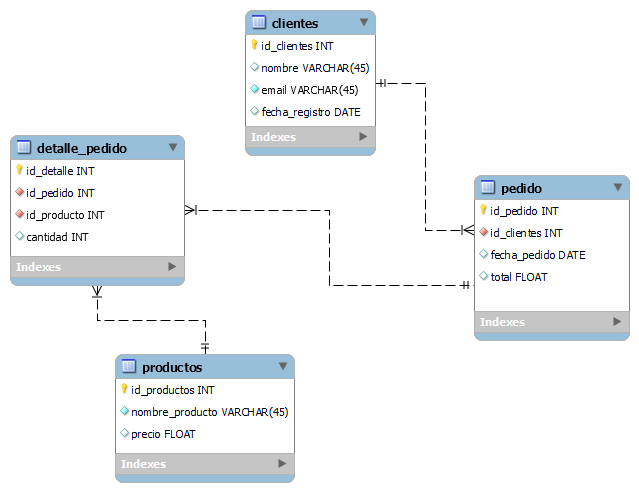 clientes
id_clientes INT
nombre VARCHAR(45)
email VARCHAR(45)
fecha_registro DATE
Indexes
detalle_pedido
id_detalle INT
id_pedido INT
id_producto INT
cantidad INT
Indexes
pedido
id_pedido INT
id_clientes INT
fecha_pedido DATE
total FLOAT
Indexes
productos
id_productos INT
nombre_producto VARCHAR(45)
precio FLOAT
Indexes